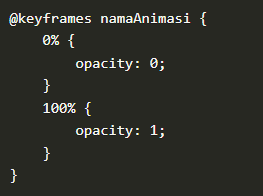 @keyframes namaAnimasi {
    0% {
        opacity: 0;
    }
    100% {
        opacity: 1;
    }
}